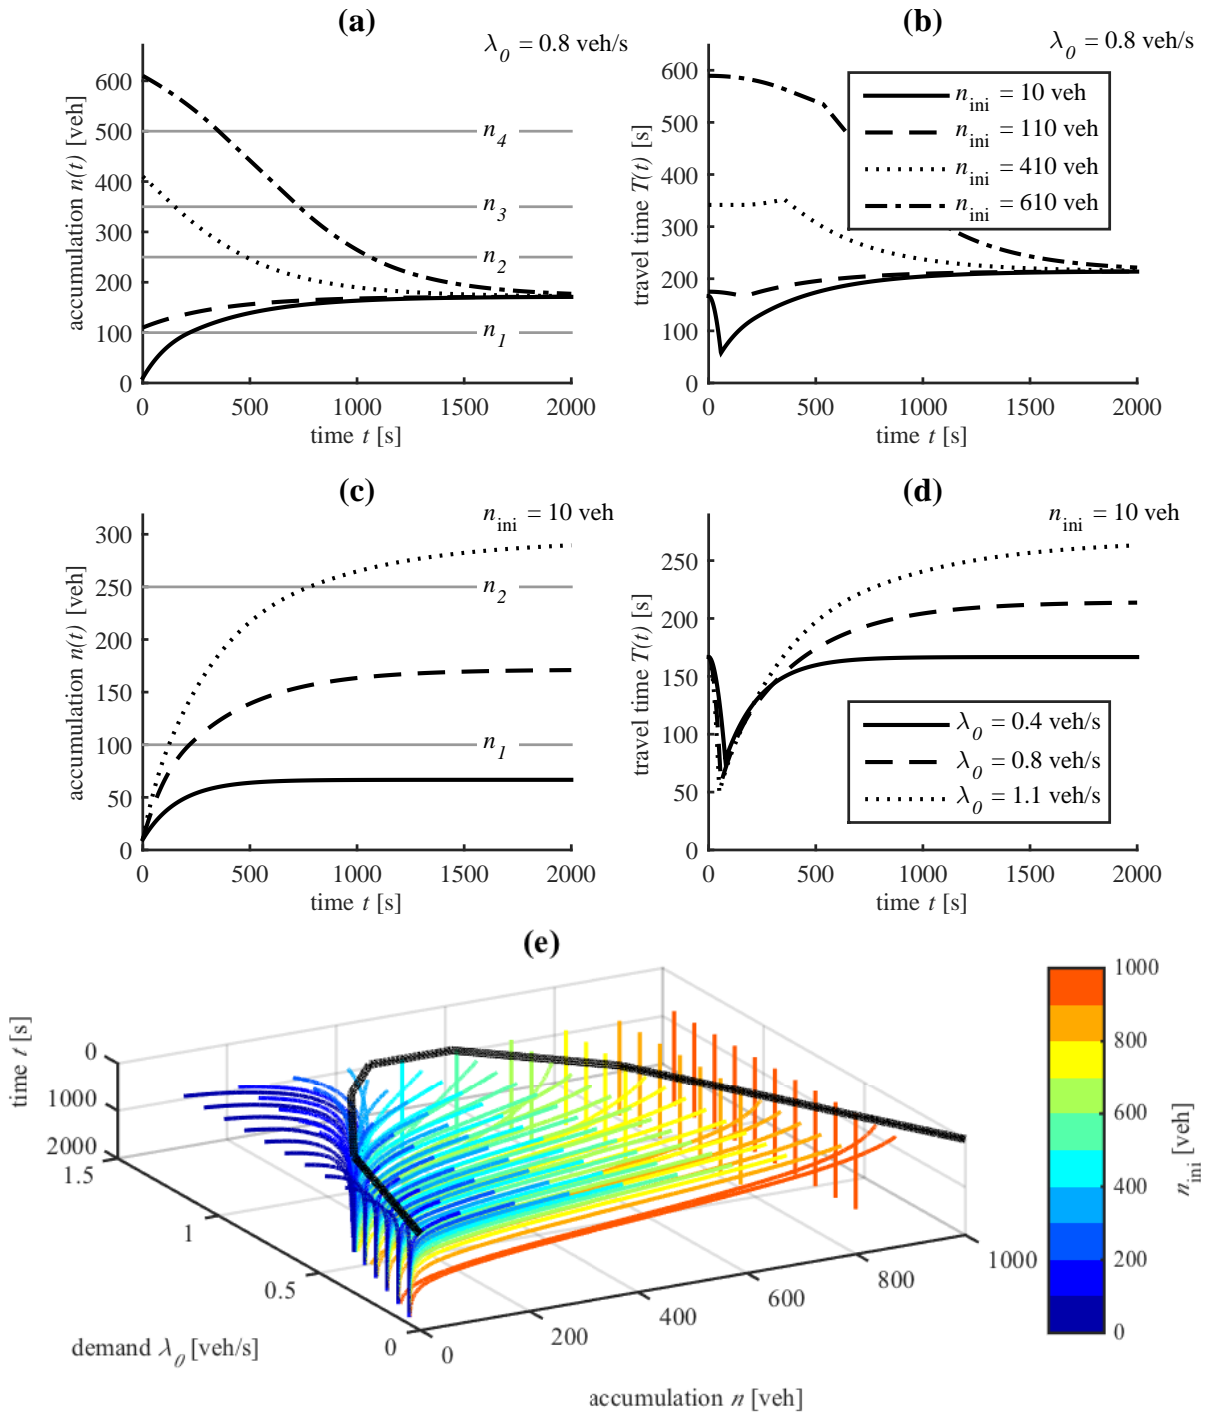 (a)
λ0 = 0.8 veh/s
accumulation n(t) [veh]
600
500
400
300
200
100
0
n4
n3
n2
n1
0 500 1000 1500 2000
time t [s]
(b)
λ0 = 0.8 veh/s
travel time T(t) [s]
600
500
400
300
200
100
0
nini = 10 veh
nini = 110 veh
nini = 410 veh
nini = 610 veh
0 500 1000 1500 2000
time t [s]
(c)
nini = 10 veh
accumulation n(t) [veh]
300
250
200
150
100
50
0
n2
n1
0 500 1000 1500 2000
time t [s]
(d)
nini = 10 veh
travel time T(t) [s]
250
200
150
100
50
0
λ0 = 0.4 veh/s
λ0 = 0.8 veh/s
λ0 = 1.1 veh/s
0 500 1000 1500 2000
time t [s]
(e)
time t [s]
0
1000
2000
1.5
1
0.5
0
demand λ0 [veh/s]
0
200
400
600
800
1000
accumulation n [veh]
1000
800
600
400
200
0
nini [veh]